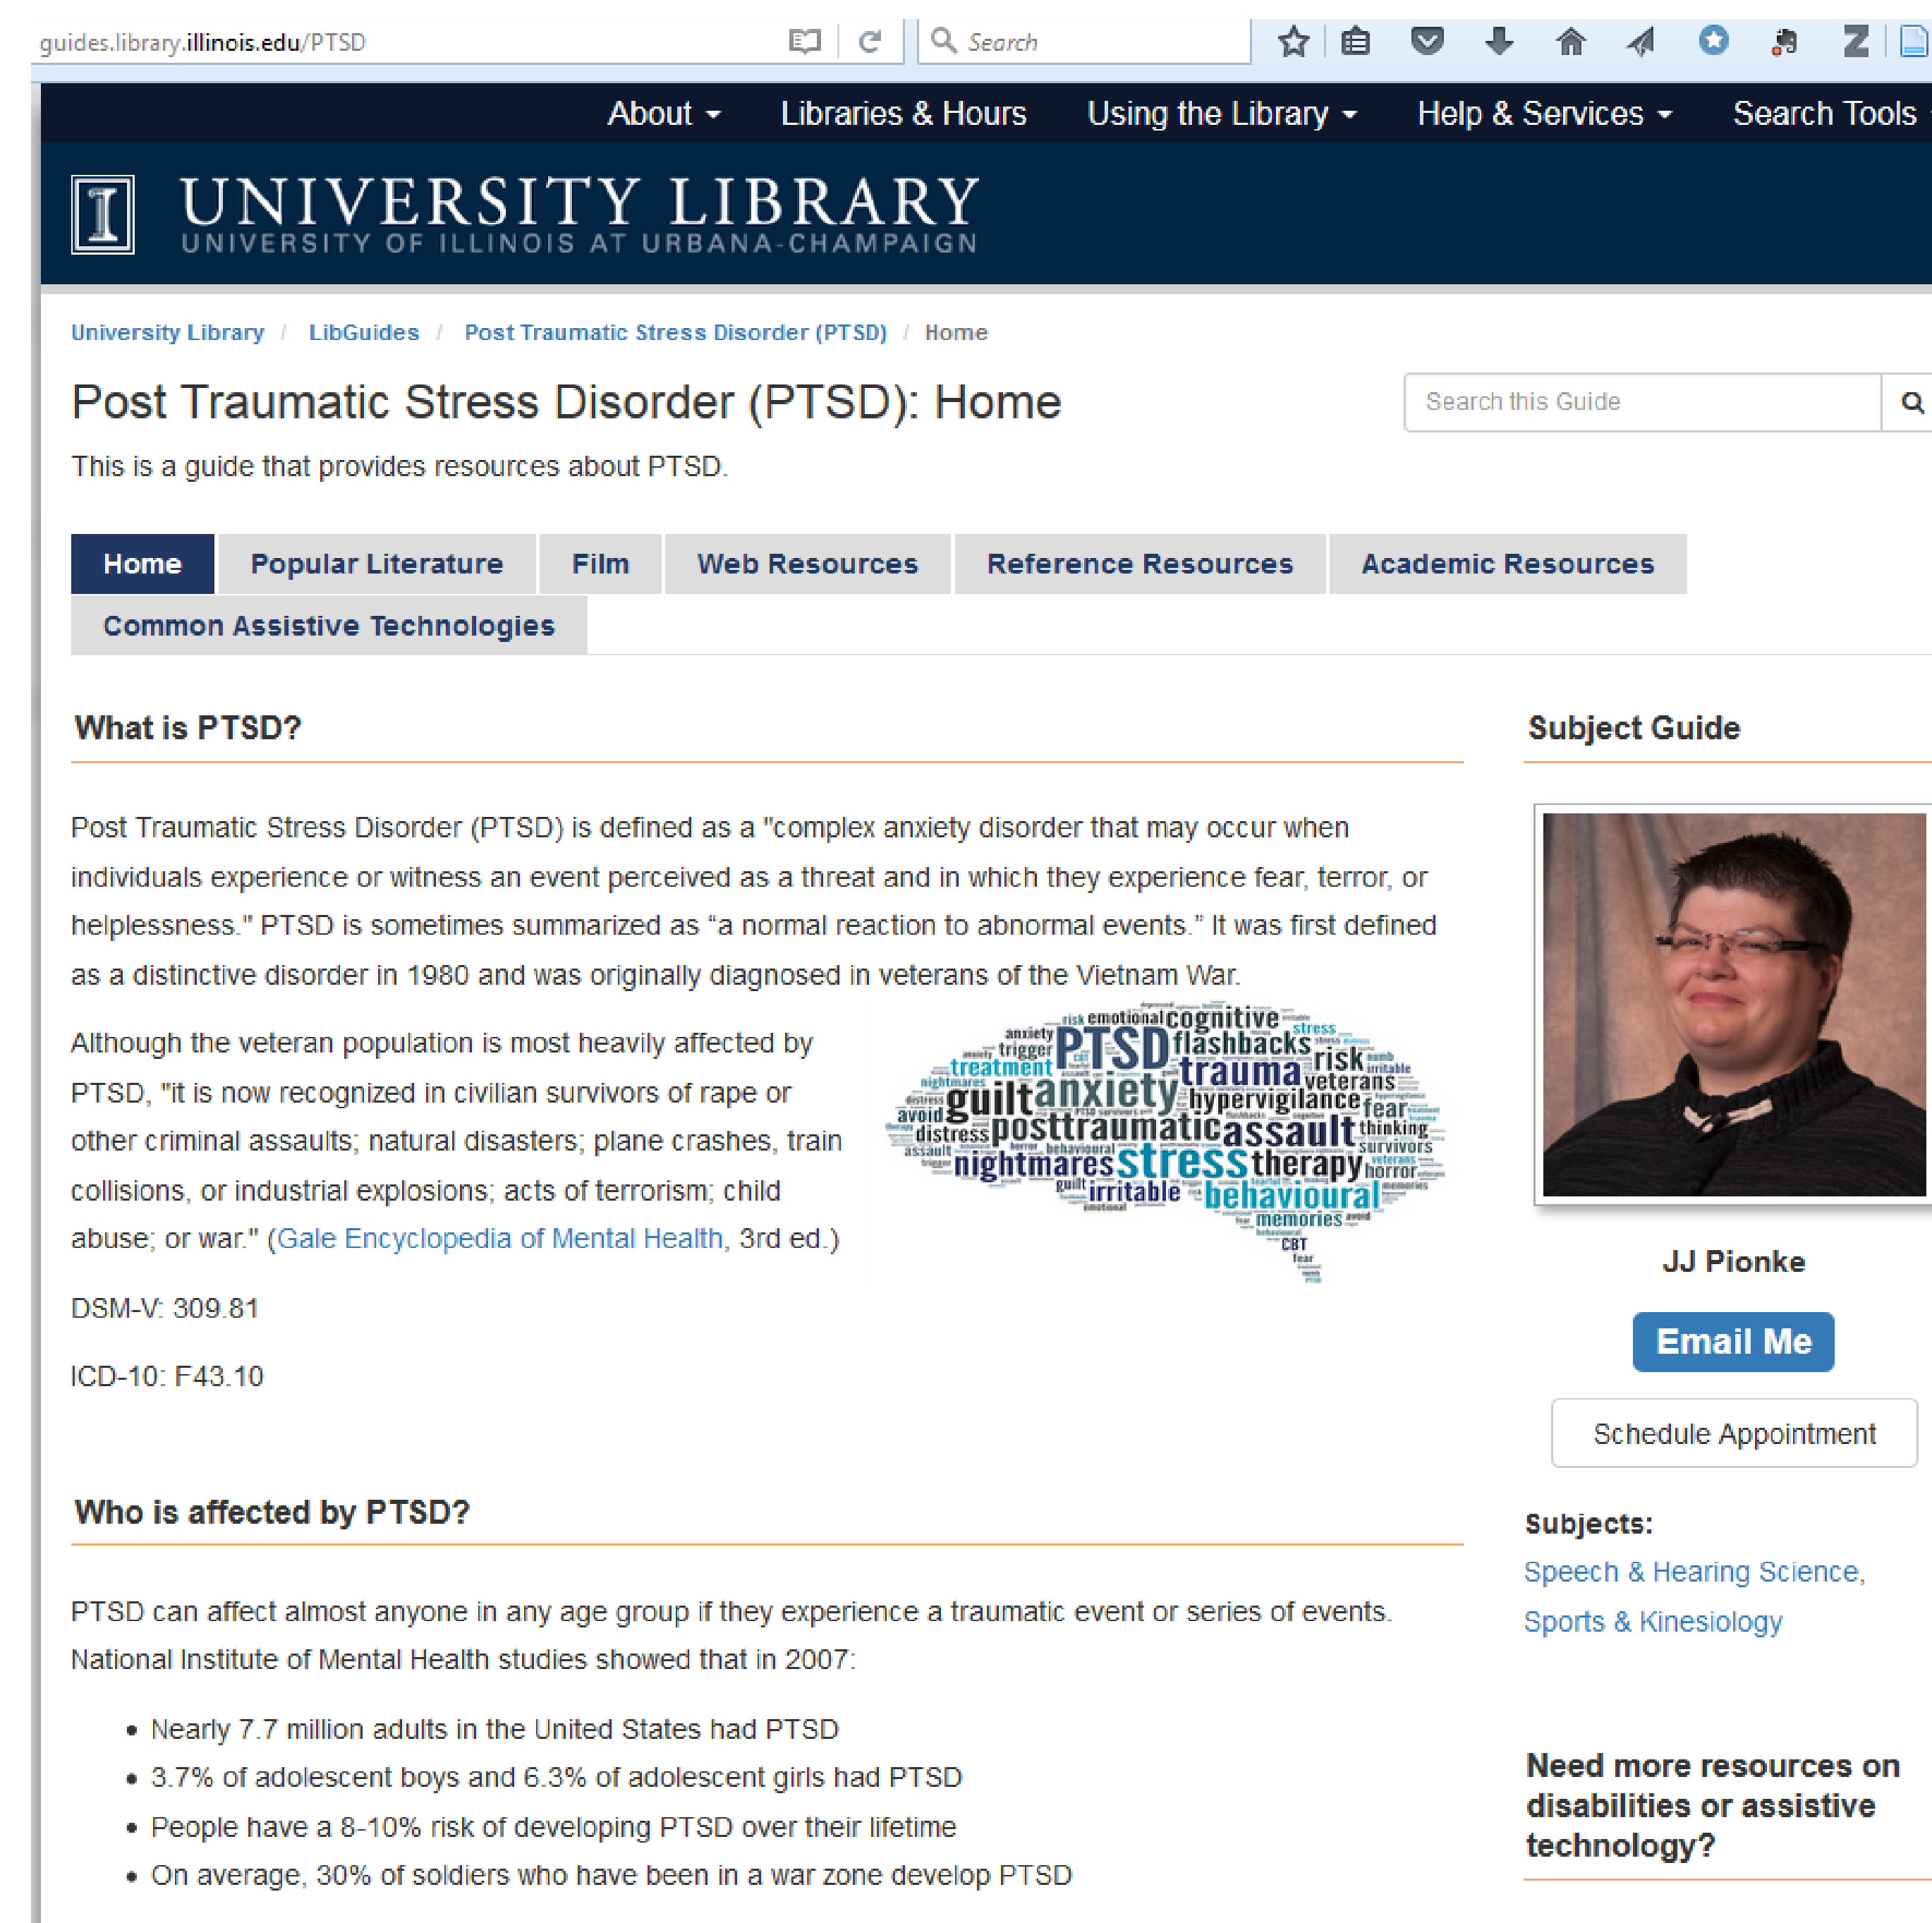 guides.library.illinois.edu/PTSD
Search
About
Libraries & Hours
Using the Library
Help & Services
Search Tools
I
UNIVERSITY LIBRARY
UNIVERSITY OF ILLINOIS AT URBANA-CHAMPAIGN
University Library / LibGuides / Post Traumatic Stress Disorder (PTSD) / Home
Post Traumatic Stress Disorder (PTSD): Home
Search this Guide
This is a guide that provides resources about PTSD.
Home
Popular Literature
Film
Web Resources
Reference Resources
Academic Resources
Common Assistive Technologies
What is PTSD?
Post Traumatic Stress Disorder (PTSD) is defined as a "complex anxiety disorder that may occur when
individuals experience or witness an event perceived as a threat and in which they experience fear, terror, or
helplessness." PTSD is sometimes summarized as “a normal reaction to abnormal events.” It was first defined
as a distinctive disorder in 1980 and was originally diagnosed in veterans of the Vietnam War.
Although the veteran population is most heavily affected by
PTSD, "it is now recognized in civilian survivors of rape or
other criminal assaults; natural disasters; plane crashes, train
collisions, or industrial explosions; acts of terrorism; child
abuse; or war." (Gale Encyclopedia of Mental Health, 3rd ed.)
DSM-V: 309.81
ICD-10: F43.10
risk emotional cognitive
anxiety PTSD flashbacks stress
trigger risk numb
treatment trauma irritable
nightmares guilt anxiety veterans
distress hypervigilance fear
avoid posttraumatic assault thinking
distress survivors
assault behavioural
nightmares stress therapy horror
guilt irritable behavioural memories
fear memories avoid
CBT
fear
Who is affected by PTSD?
PTSD can affect almost anyone in any age group if they experience a traumatic event or series of events.
National Institute of Mental Health studies showed that in 2007:
• Nearly 7.7 million adults in the United States had PTSD
• 3.7% of adolescent boys and 6.3% of adolescent girls had PTSD
• People have a 8-10% risk of developing PTSD over their lifetime
• On average, 30% of soldiers who have been in a war zone develop PTSD
Subject Guide
JJ Pionke
Email Me
Schedule Appointment
Subjects:
Speech & Hearing Science,
Sports & Kinesiology
Need more resources on
disabilities or assistive
technology?